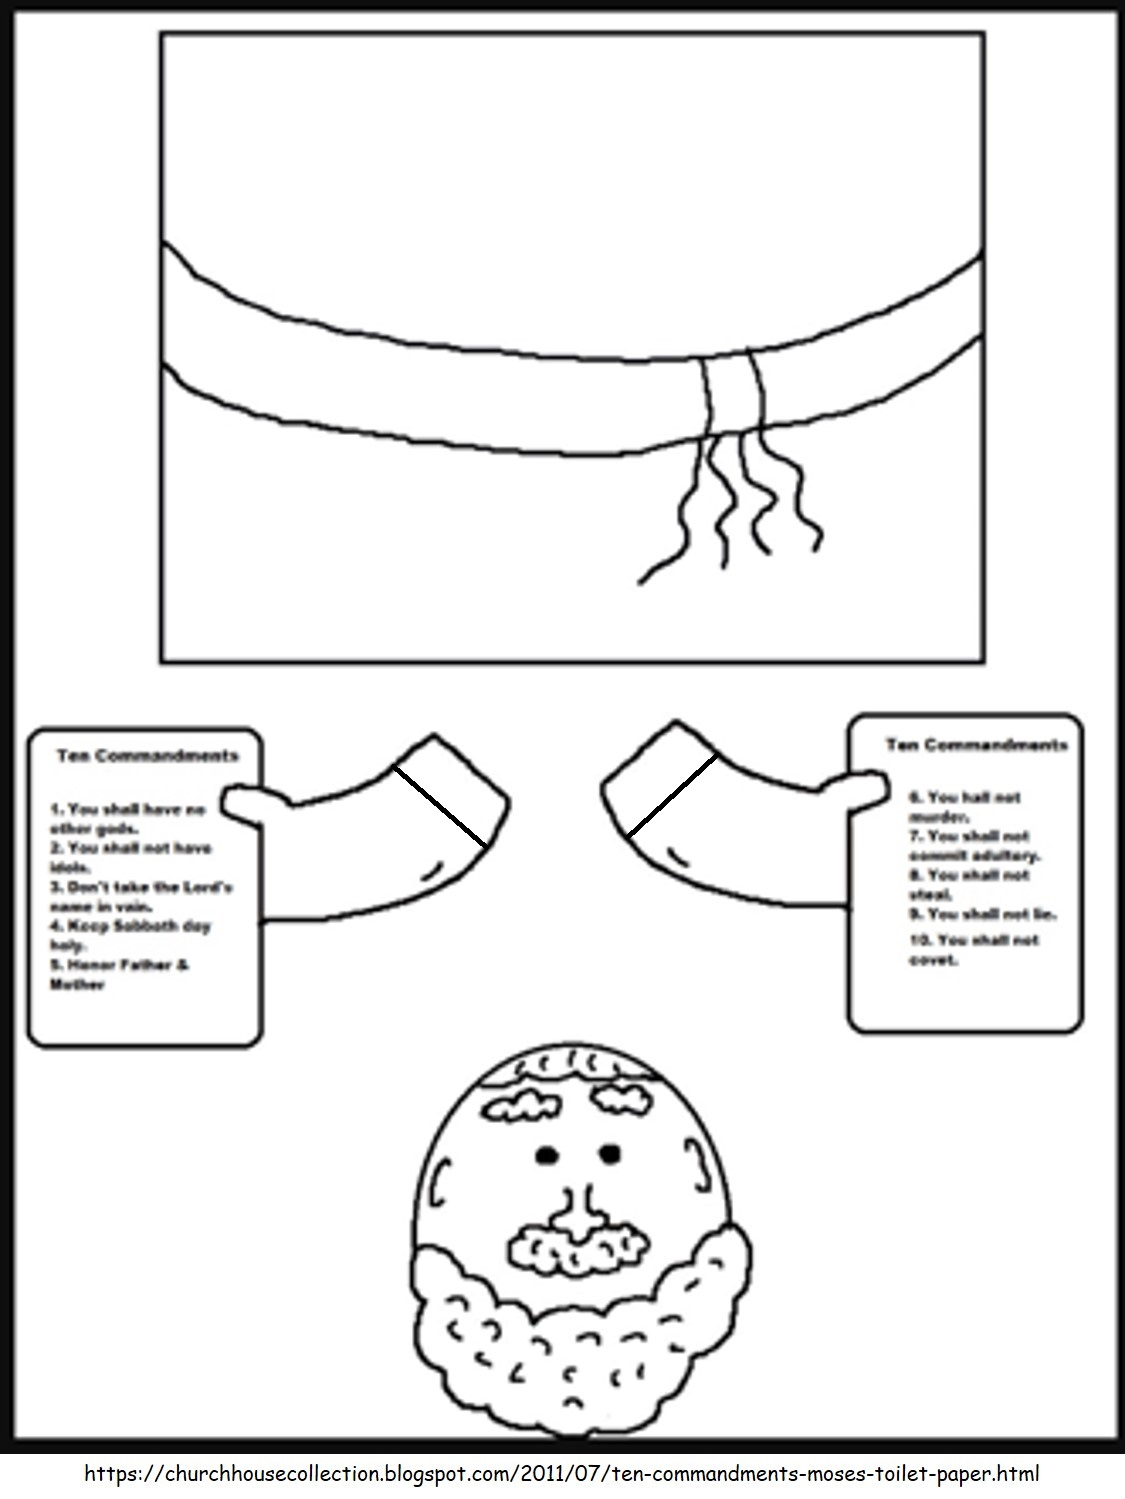 Ten Commandments
1. You shall have no
other gods.
2. You shall not have
idols.
3. Don't take the Lord's
name in vain.
4. Keep Sabbath day
holy.
5. Honor Father &
Mother
Ten Commandments
6. You hall not
murder.
7. You shall not
commit adultory.
8. You shall not
steal.
9. You shall not lie.
10. You shall not
covet.
https://churchhousecollection.blogspot.com/2011/07/ten-commandments-moses-toilet-paper.html